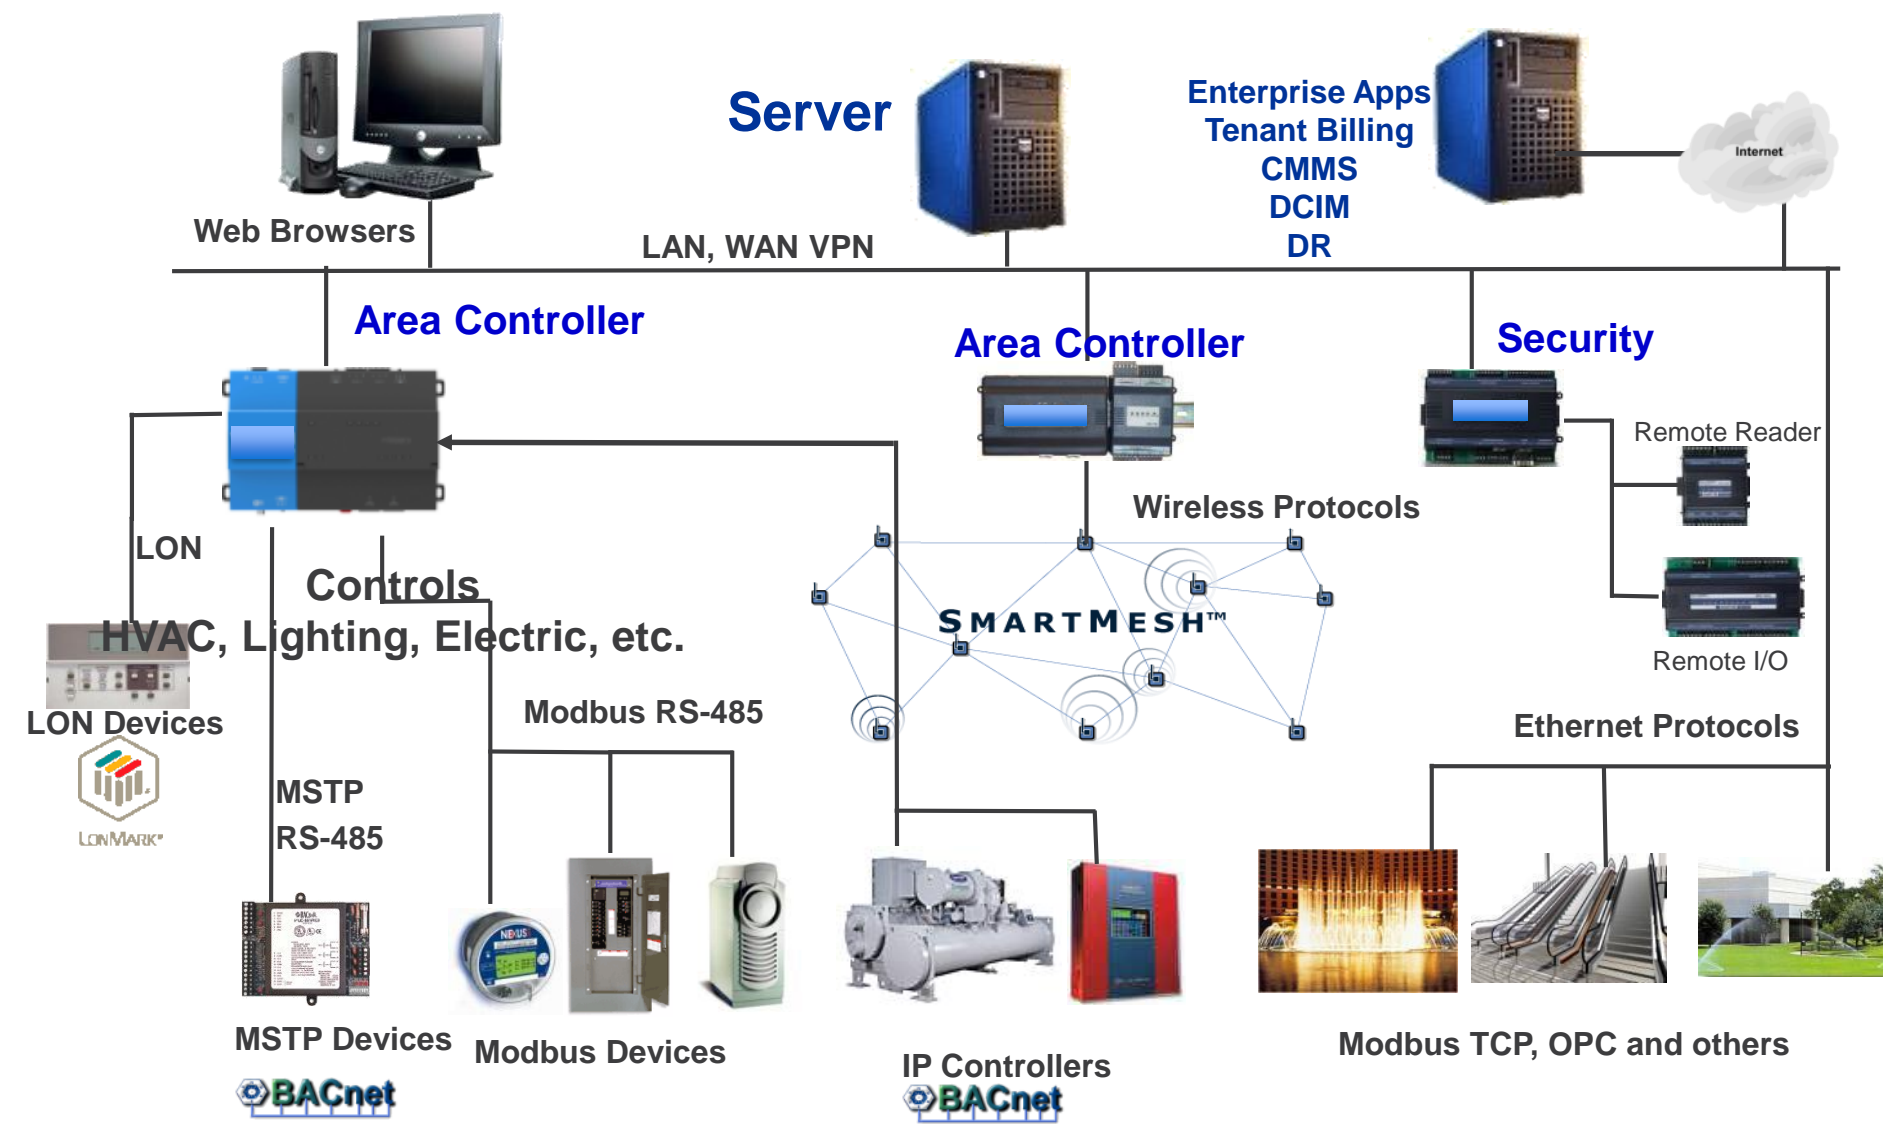 Server
Enterprise Apps
Tenant Billing
CMMS
DCIM
DR
Internet
Web Browsers
LAN, WAN VPN
Area Controller
Area Controller
Security
Remote Reader
Wireless Protocols
LON
Controls
HVAC, Lighting, Electric, etc.
SMARTMESH™
Remote I/O
LON Devices
Modbus RS-485
Ethernet Protocols
MSTP
RS-485
LONMARK®
NEXUS
MSTP Devices
Modbus Devices
IP Controllers
Modbus TCP, OPC and others
BACnet
BACnet